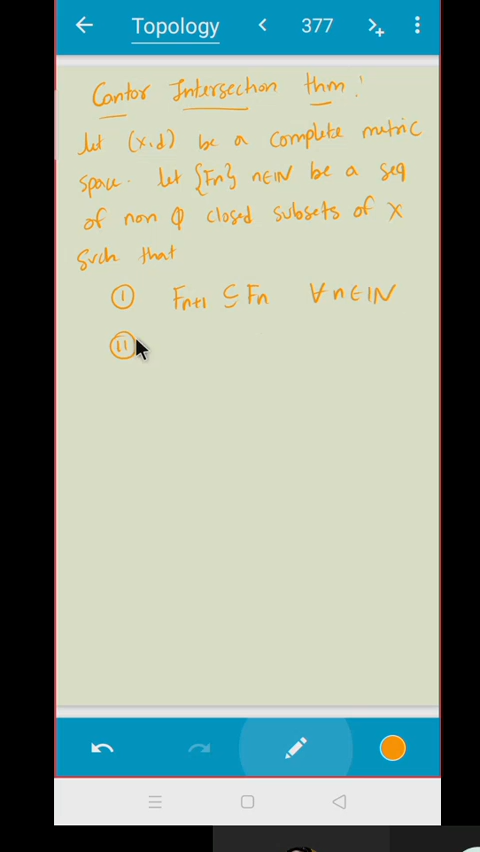 Topology 377
Cantor Intersection thm:
let (X,d) be a complete metric
space. let {Fn} n∈IN be a seq
of non Φ closed subsets of X
Such that
① Fn+1 ⊆ Fn ∀ n ∈ IN
⑪